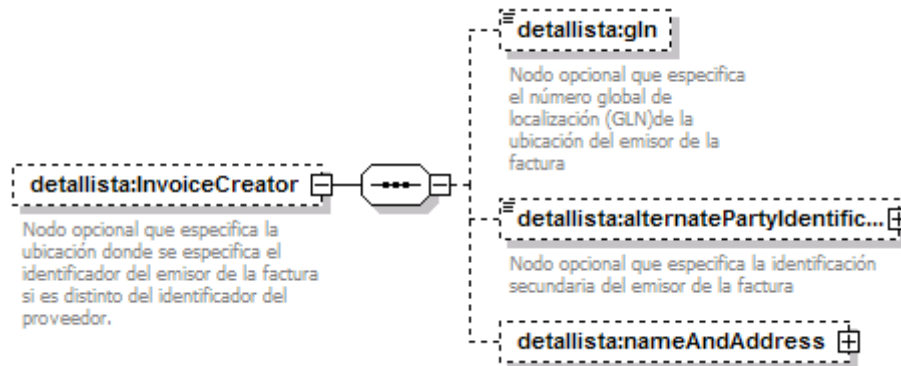 detallista:gln
Nodo opcional que especifica
el número global de
localización (GLN)de la
ubicación del emisor de la
factura
detallista:InvoiceCreator
Nodo opcional que especifica la
ubicación donde se especifica el
identificador del emisor de la factura
si es distinto del identificador del
proveedor.
detallista:alternatePartyIdentific...
Nodo opcional que especifica la identificación
secundaria del emisor de la factura
detallista:nameAndAddress